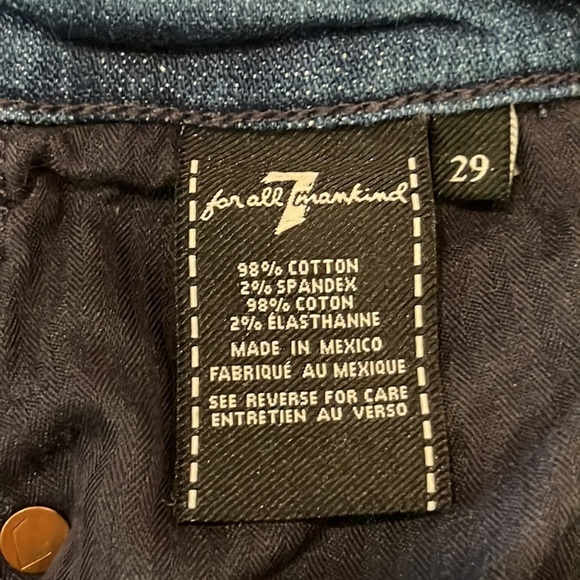 for all 7 mankind
29
98% COTTON
2% SPANDEX
98% COTON
2% ÉLASTHANNE
MADE IN MEXICO
FABRIQUÉ AU MEXIQUE
SEE REVERSE FOR CARE
ENTRETIEN AU VERSO